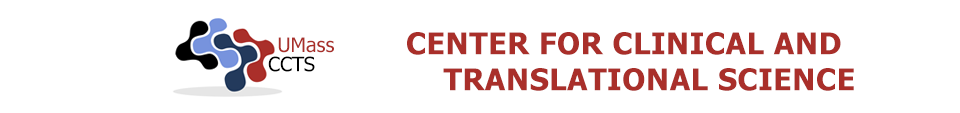 UMass
CCTS
CENTER FOR CLINICAL AND
TRANSLATIONAL SCIENCE